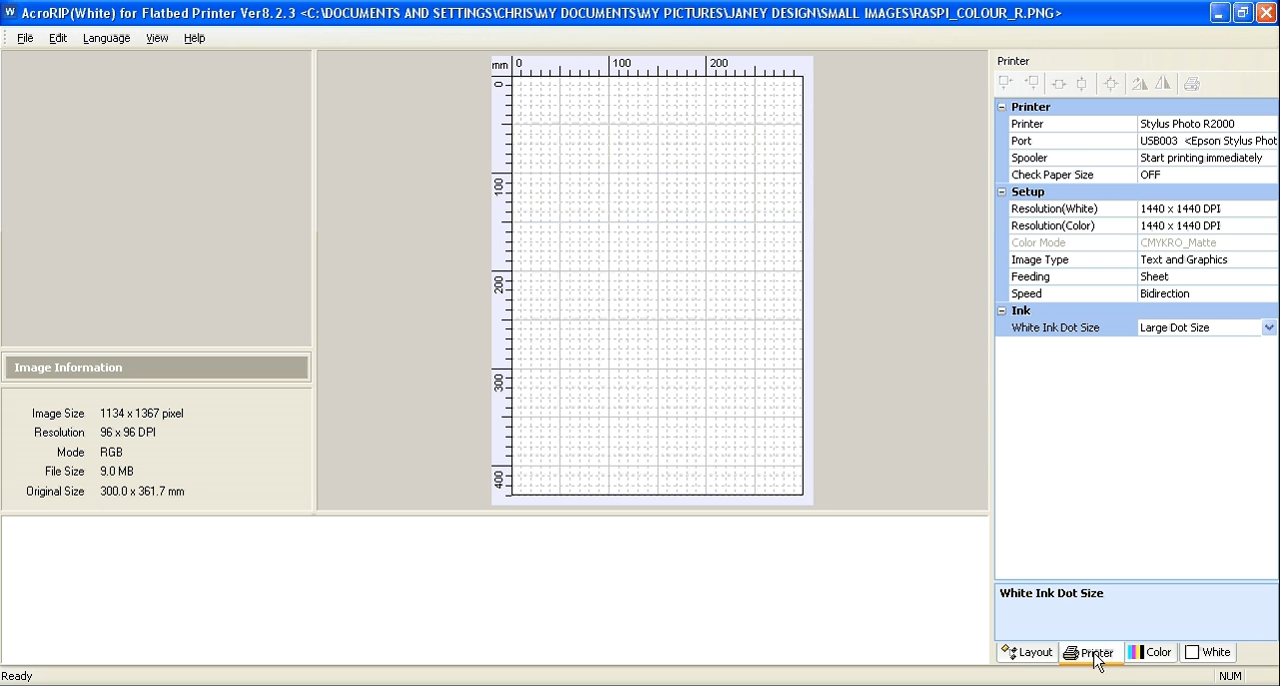 AcroRIP(White) for Flatbed Printer Ver8.2.3 <C:\DOCUMENTS AND SETTINGS\CHRIS\MY DOCUMENTS\MY PICTURES\JANEY DESIGN\SMALL IMAGES\RASPI_COLOUR_R.PNG>
File Edit Language View Help
Printer
mm 0 100 200
0
100
200
300
400
Printer
Printer Stylus Photo R2000
Port USB003 <Epson Stylus Phot
Spooler Start printing immediately
Check Paper Size OFF
Setup
Resolution(White) 1440 x 1440 DPI
Resolution(Color) 1440 x 1440 DPI
Color Mode CMYKRO_Matte
Image Type Text and Graphics
Feeding Sheet
Speed Bidirection
Ink
White Ink Dot Size Large Dot Size
Image Information
Image Size 1134 x 1367 pixel
Resolution 96 x 96 DPI
Mode RGB
File Size 9.0 MB
Original Size 300.0 x 361.7 mm
White Ink Dot Size
Layout Printer Color White
Ready NUM